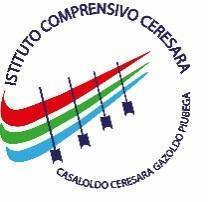 ISTITUTO COMPRENSIVO CERESARA
CASALOLDO CERESARA GAZOLDO PIUBEGA